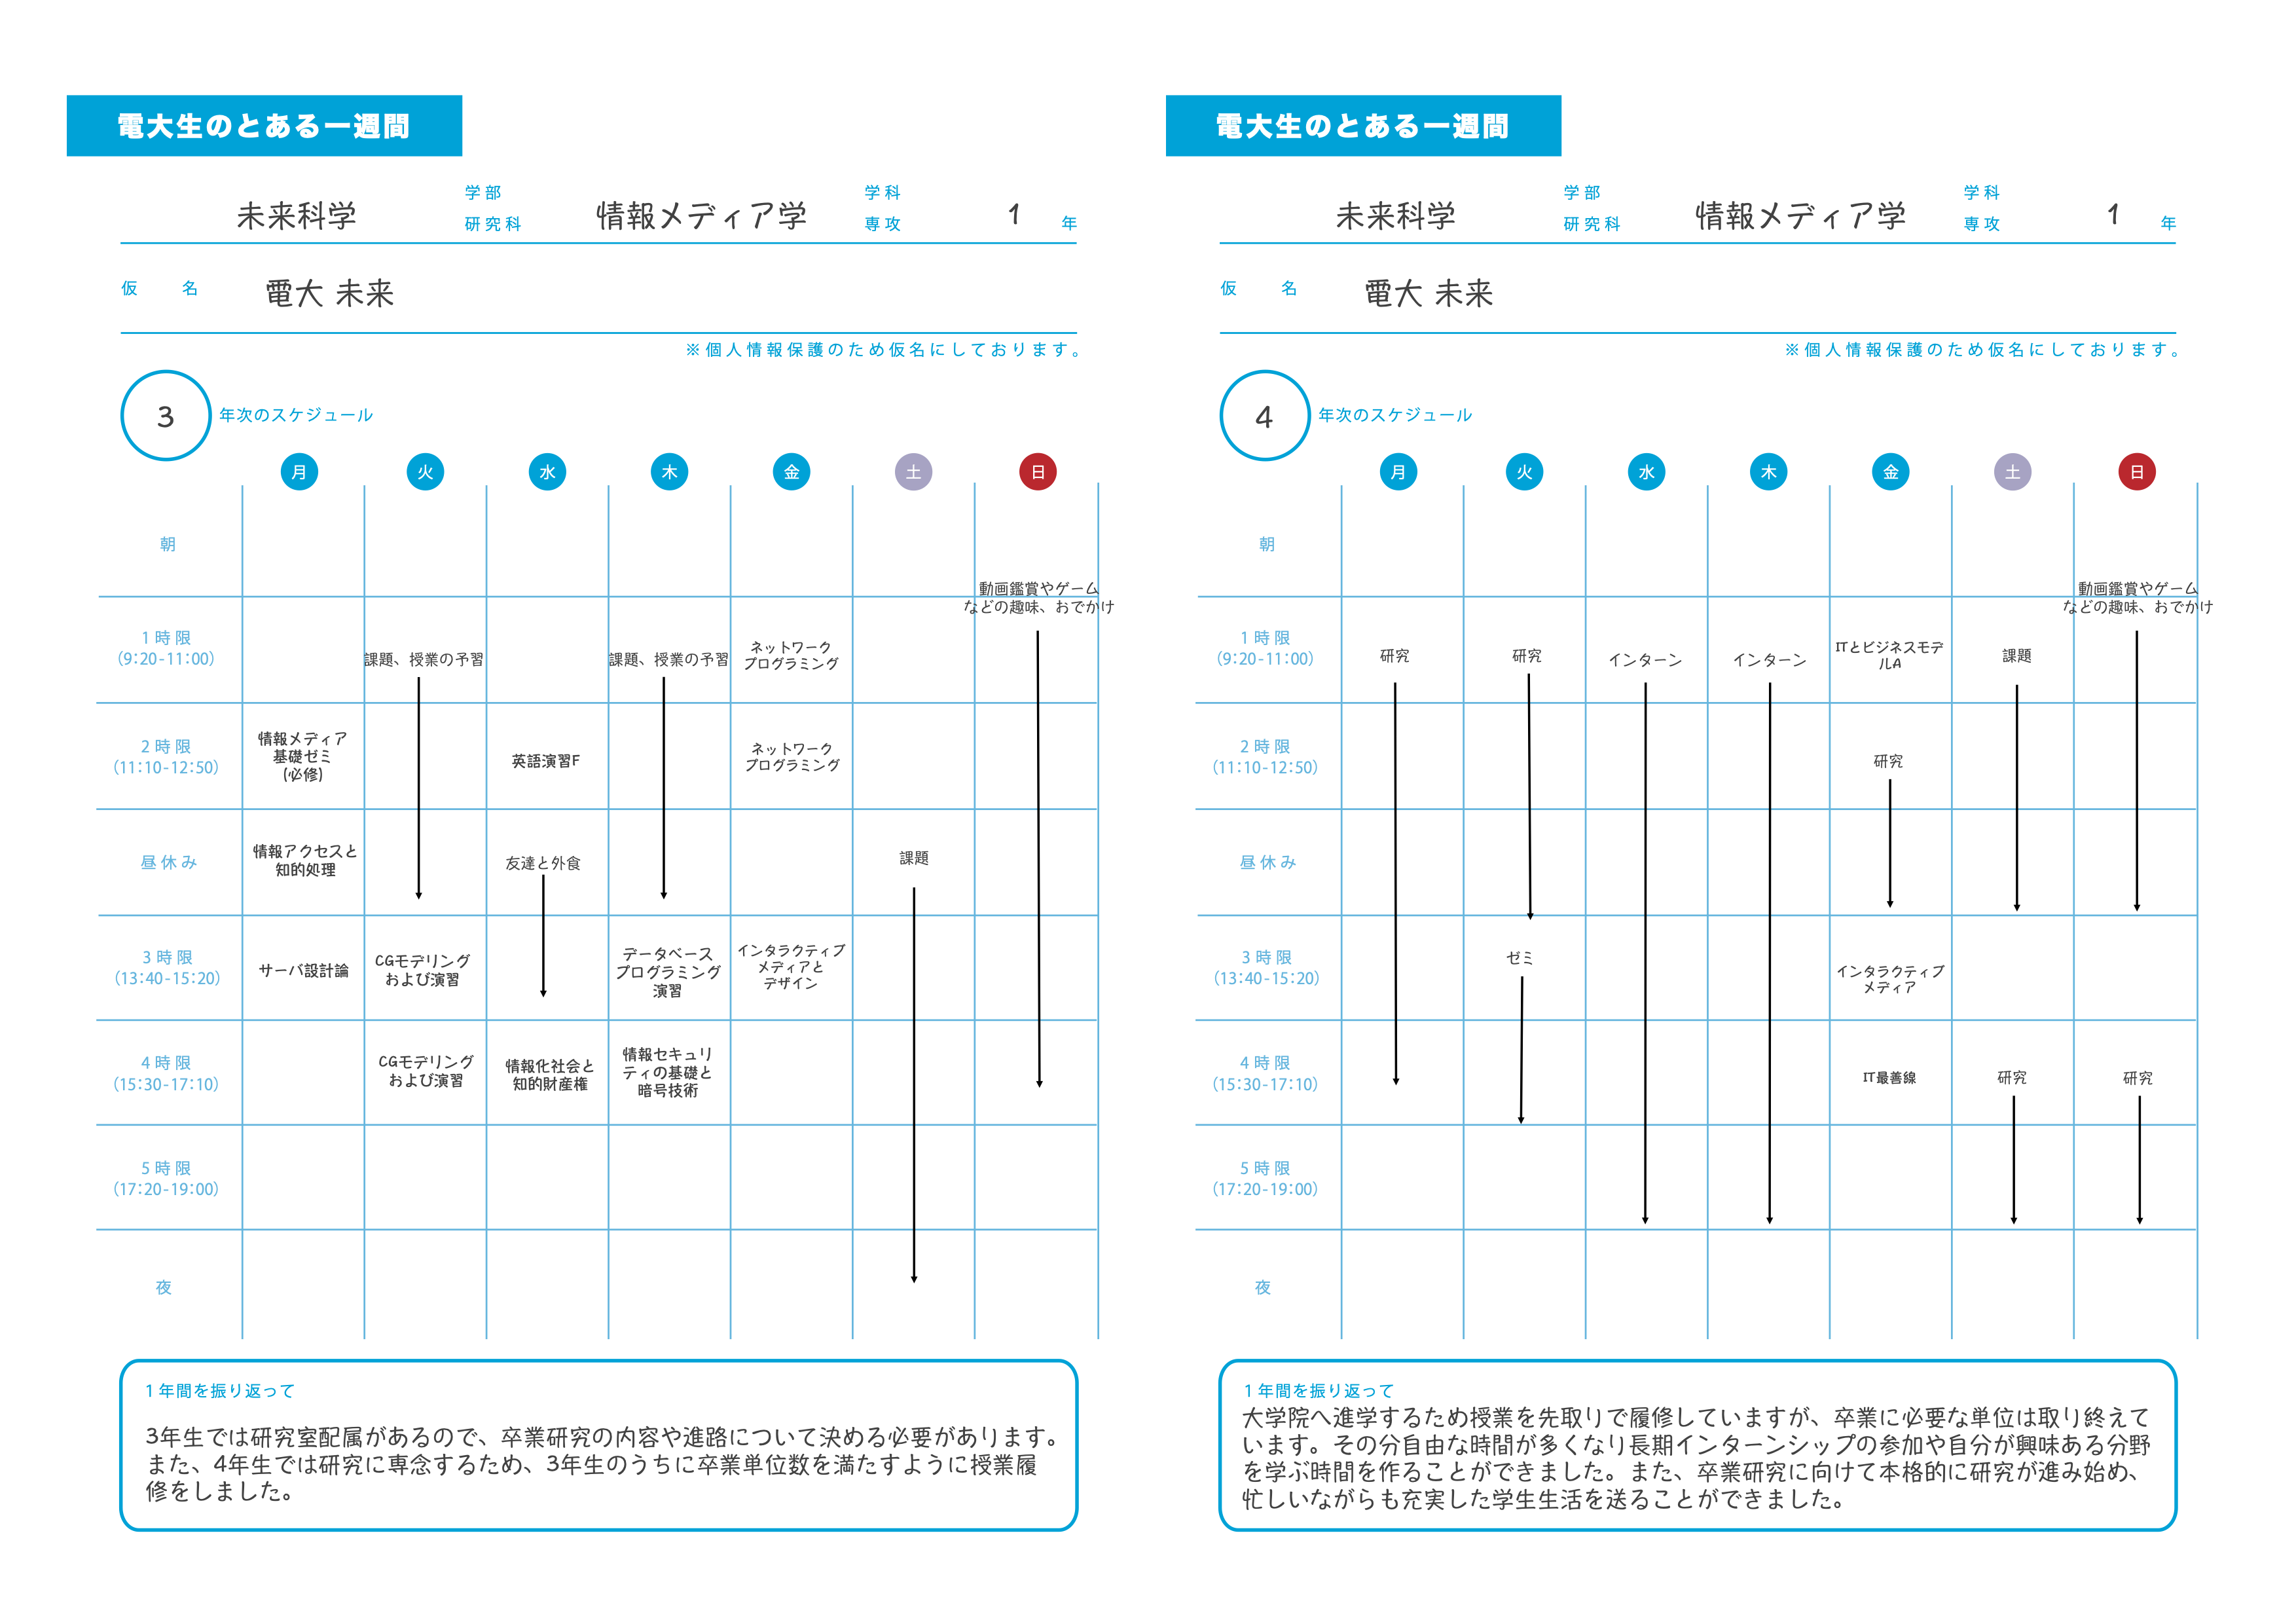 電大生のとある一週間
未来科学 学部 研究科 情報メディア学 学科 専攻 1 年
仮名 電大 未来
※個人情報保護のため仮名にしております。
3 年次のスケジュール
月 火 水 木 金 土 日
朝
動画鑑賞やゲーム
などの趣味、おでかけ
1時限
(9:20-11:00)
課題、授業の予習
課題、授業の予習
ネットワーク
プログラミング
2時限
(11:10-12:50)
情報メディア
基礎ゼミ
(必修)
英語演習F
ネットワーク
プログラミング
昼休み
情報アクセスと
知的処理
友達と外食
課題
3時限
(13:40-15:20)
サーバ設計論
CGモデリング
および演習
データベース
プログラミング
演習
インタラクティブ
メディアと
デザイン
4時限
(15:30-17:10)
CGモデリング
および演習
情報化社会と
知的財産権
情報セキュリ
ティの基礎と
暗号技術
5時限
(17:20-19:00)
夜
1年間を振り返って
3年生では研究室配属があるので、卒業研究の内容や進路について決める必要があります。
また、4年生では研究に専念するため、3年生のうちに卒業単位数を満たすように授業履
修をしました。
電大生のとある一週間
未来科学 学部 研究科 情報メディア学 学科 専攻 1 年
仮名 電大 未来
※個人情報保護のため仮名にしております。
4 年次のスケジュール
月 火 水 木 金 土 日
朝
動画鑑賞やゲーム
などの趣味、おでかけ
1時限
(9:20-11:00)
研究
研究
インターン
インターン
ITとビジネスモデ
ルA
課題
2時限
(11:10-12:50)
研究
昼休み
3時限
(13:40-15:20)
ゼミ
インタラクティブ
メディア
4時限
(15:30-17:10)
IT最善線
研究
研究
5時限
(17:20-19:00)
夜
1年間を振り返って
大学院へ進学するため授業を先取りで履修していますが、卒業に必要な単位は取り終えて
います。その分自由な時間が多くなり長期インターンシップの参加や自分が興味ある分野
を学ぶ時間を作ることができました。また、卒業研究に向けて本格的に研究が進み始め、
忙しいながらも充実した学生生活を送ることができました。